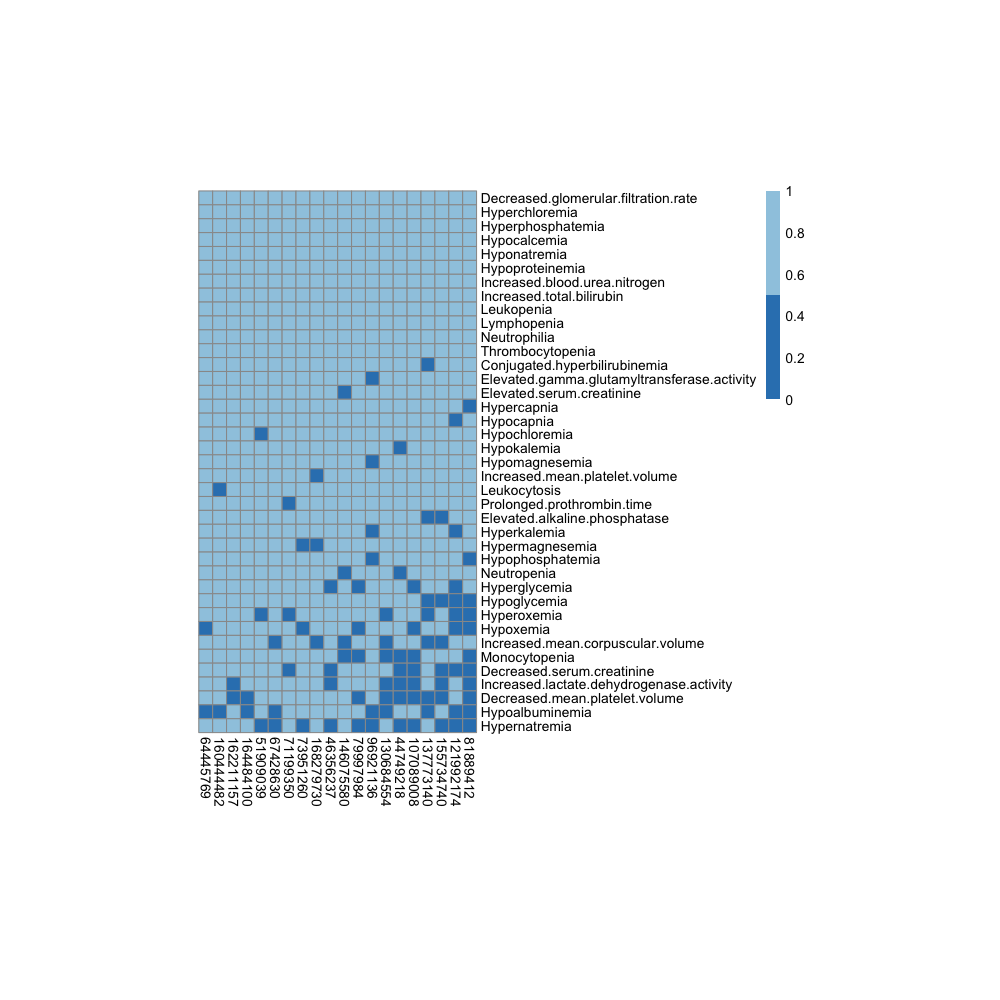 Decreased.glomerular.filtration.rate
Hyperchloremia
Hyperphosphatemia
Hypocalcemia
Hyponatremia
Hypoproteinemia
Increased.blood.urea.nitrogen
Increased.total.bilirubin
Leukopenia
Lymphopenia
Neutrophilia
Thrombocytopenia
Conjugated.hyperbilirubinemia
Elevated.gamma.glutamyltransferase.activity
Elevated.serum.creatinine
Hypercapnia
Hypocapnia
Hypochloremia
Hypokalemia
Hypomagnesemia
Increased.mean.platelet.volume
Leukocytosis
Prolonged.prothrombin.time
Elevated.alkaline.phosphatase
Hyperkalemia
Hypermagnesemia
Hypophosphatemia
Neutropenia
Hyperglycemia
Hypoglycemia
Hyperoxemia
Hypoxemia
Increased.mean.corpuscular.volume
Monocytopenia
Decreased.serum.creatinine
Increased.lactate.dehydrogenase.activity
Decreased.mean.platelet.volume
Hypoalbuminemia
Hypernatremia
64445769
160444482
162211157
164484100
51909039
67428630
71199350
73951260
168279730
46356237
146075580
79997984
96921136
130684554
44749218
107089008
137773140
155734740
121992174
81889412
1
0.8
0.6
0.4
0.2
0